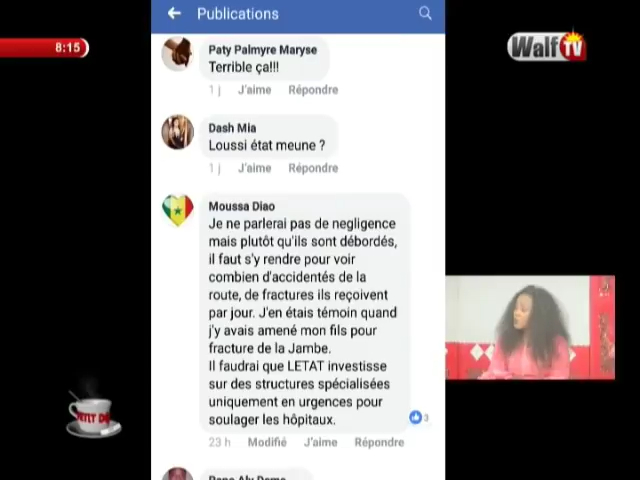 Publications
8:15
Walf TV
Paty Palmyre Maryse
Terrible ça!!!
1 j J'aime Répondre
Dash Mia
Loussi état meune ?
1 j J'aime Répondre
Moussa Diao
Je ne parlerai pas de negligence
mais plutôt qu'ils sont débordés,
il faut s'y rendre pour voir
combien d'accidentés de la
route, de fractures ils reçoivent
par jour. J'en étais témoin quand
j'y avais amené mon fils pour
fracture de la Jambe.
Il faudrai que LETAT investisse
sur des structures spécialisées
uniquement en urgences pour
soulager les hôpitaux.
3
23 h Modifié J'aime Répondre